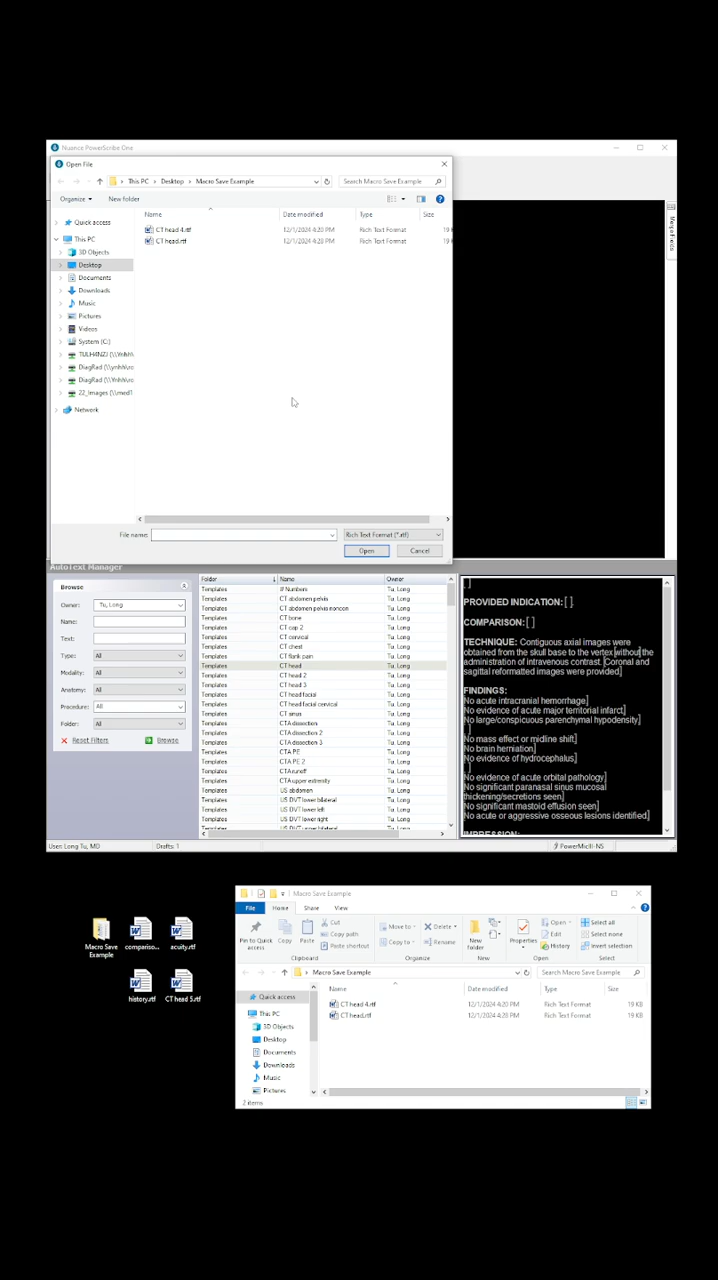 Nuance PowerScribe One
Open File
This PC > Desktop > Macro Save Example
Search Macro Save Example
Organize
New folder
Name
Date modified
Type
Size
CT head 4.rtf 12/1/2024 4:20 PM Rich Text Format 19 K
CT head.rtf 12/1/2024 4:28 PM Rich Text Format 19 K
Quick access
This PC
3D Objects
Desktop
Documents
Downloads
Music
Pictures
Videos
System (C:)
Network
File name:
Rich Text Format (*.rtf)
Open
Cancel
Mega Fields
AutoText Manager
Browse
Owner: Tu, Long
Name:
Text:
Type: All
Modality: All
Anatomy: All
Procedure: All
Folder: All
Reset Filters
Browse
Folder Name Owner
Templates # Numbers Tu, Long
Templates CT abdomen pelvis Tu, Long
Templates CT abdomen pelvis noncon Tu, Long
Templates CT bone Tu, Long
Templates CT cap 2 Tu, Long
Templates CT cervical Tu, Long
Templates CT chest Tu, Long
Templates CT flank pain Tu, Long
Templates CT head Tu, Long
Templates CT head 2 Tu, Long
Templates CT head 3 Tu, Long
Templates CT head facial Tu, Long
Templates CT head facial cervical Tu, Long
Templates CT sinus Tu, Long
Templates CTA dissection Tu, Long
Templates CTA dissection 2 Tu, Long
Templates CTA dissection 3 Tu, Long
Templates CTA PE Tu, Long
Templates CTA PE 2 Tu, Long
Templates CTA runoff Tu, Long
Templates CTA upper extremity Tu, Long
Templates US abdomen Tu, Long
Templates US DVT lower bilateral Tu, Long
Templates US DVT lower left Tu, Long
Templates US DVT lower right Tu, Long
Templates US DVT upper bilateral Tu, Long
[ ]
PROVIDED INDICATION: [ ]
COMPARISON: [ ]
TECHNIQUE: Contiguous axial images were
obtained from the skull base to the vertex [without] the
administration of intravenous contrast. [Coronal and
sagittal reformatted images were provided]
FINDINGS:
No acute intracranial hemorrhage]
No evidence of acute major territorial infarct]
No large/conspicuous parenchymal hypodensity]
[ ]
No mass effect or midline shift]
No brain herniation]
No evidence of hydrocephalus]
[ ]
No evidence of acute orbital pathology]
No significant paranasal sinus mucosal
thickening/secretions seen]
No significant mastoid effusion seen]
No acute or aggressive osseous lesions identified]
IMPRESSION:
User: Long Tu, MD
Drafts: 1
PowerMicIII-NS
Macro Save Example
compariso...
acuity.rtf
history.rtf
CT head 5.rtf
Macro Save Example
File
Home
Share
View
Pin to Quick access
Copy
Paste
Cut
Copy path
Paste shortcut
Clipboard
Move to
Copy to
Delete
Rename
Organize
New folder
New
Properties
Open
Edit
History
Open
Select all
Select none
Invert selection
Select
Macro Save Example
Search Macro Save Example
Name
Date modified
Type
Size
CT head 4.rtf 12/1/2024 4:20 PM Rich Text Format 19 KB
CT head.rtf 12/1/2024 4:28 PM Rich Text Format 19 KB
Quick access
This PC
3D Objects
Desktop
Documents
Downloads
Music
Pictures
2 items